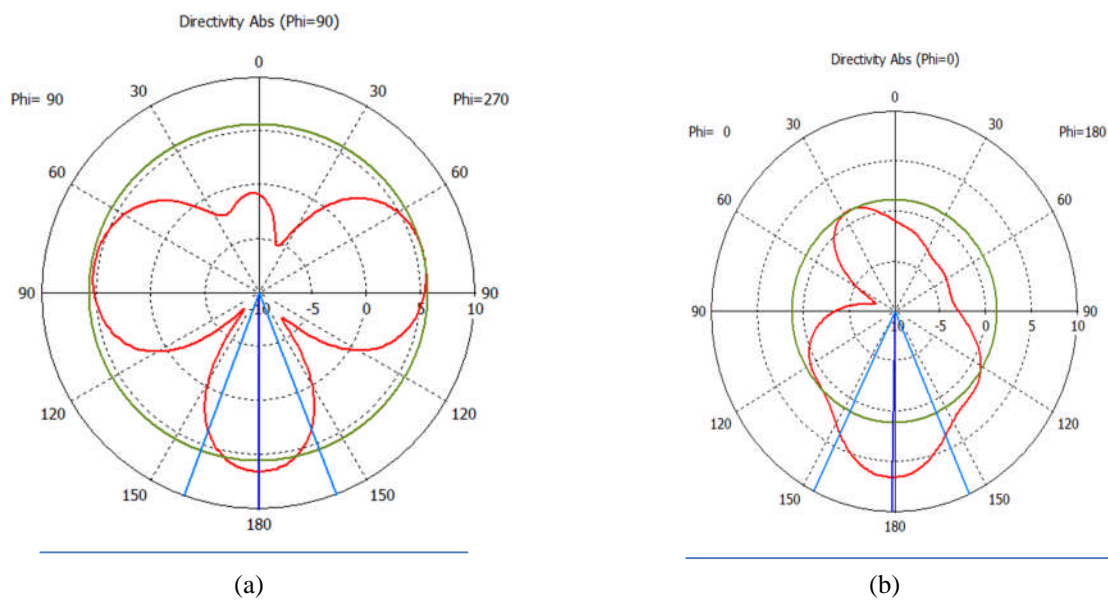 Directivity Abs (Phi=90)
0
Phi= 90 30 30 Phi=270
60 60
90 -10 -5 0 5 10 90
120 120
150 150
180
(a)
Directivity Abs (Phi=0)
0
Phi= 0 30 30 Phi=180
60 60
90 10 -5 0 5 10 90
120 120
150 150
180
(b)